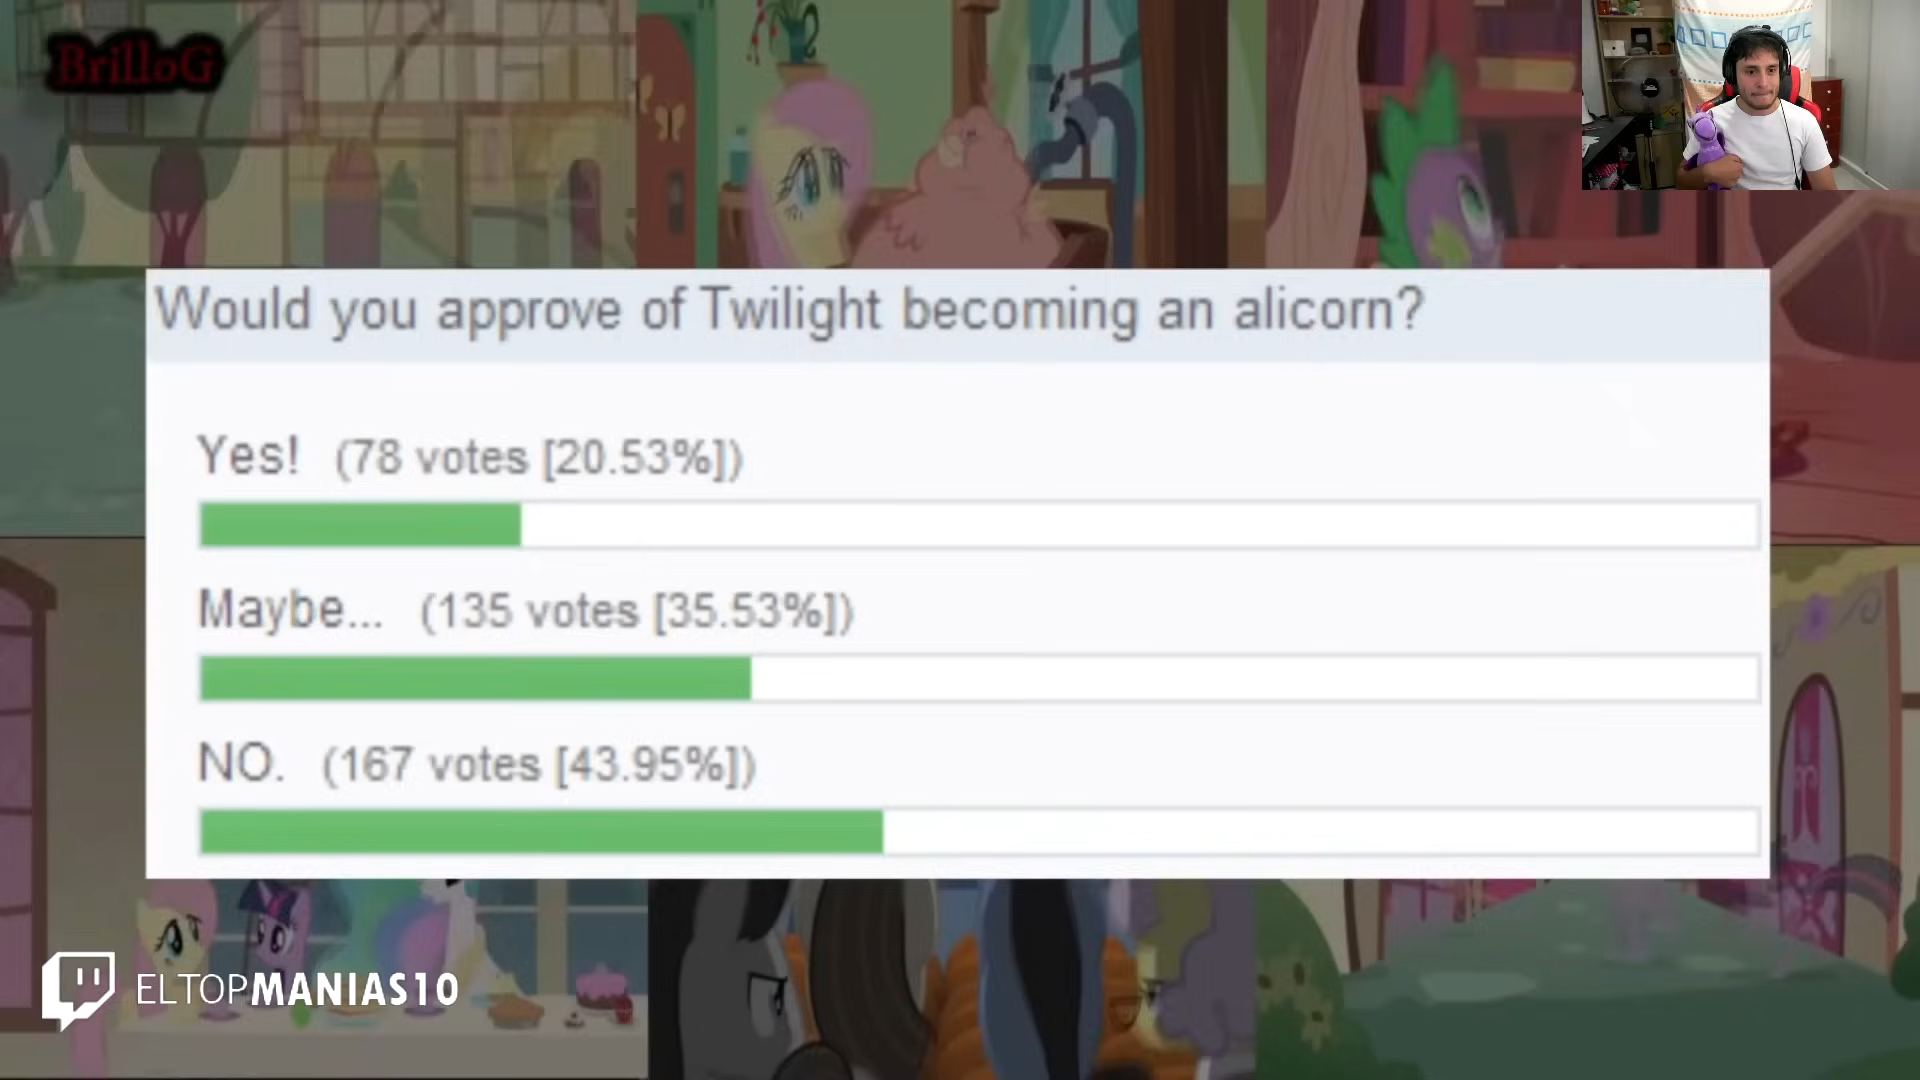 BrilloG
Would you approve of Twilight becoming an alicorn?
Yes! (78 votes [20.53%])
Maybe... (135 votes [35.53%])
NO. (167 votes [43.95%])
ELTOPMANIAS10